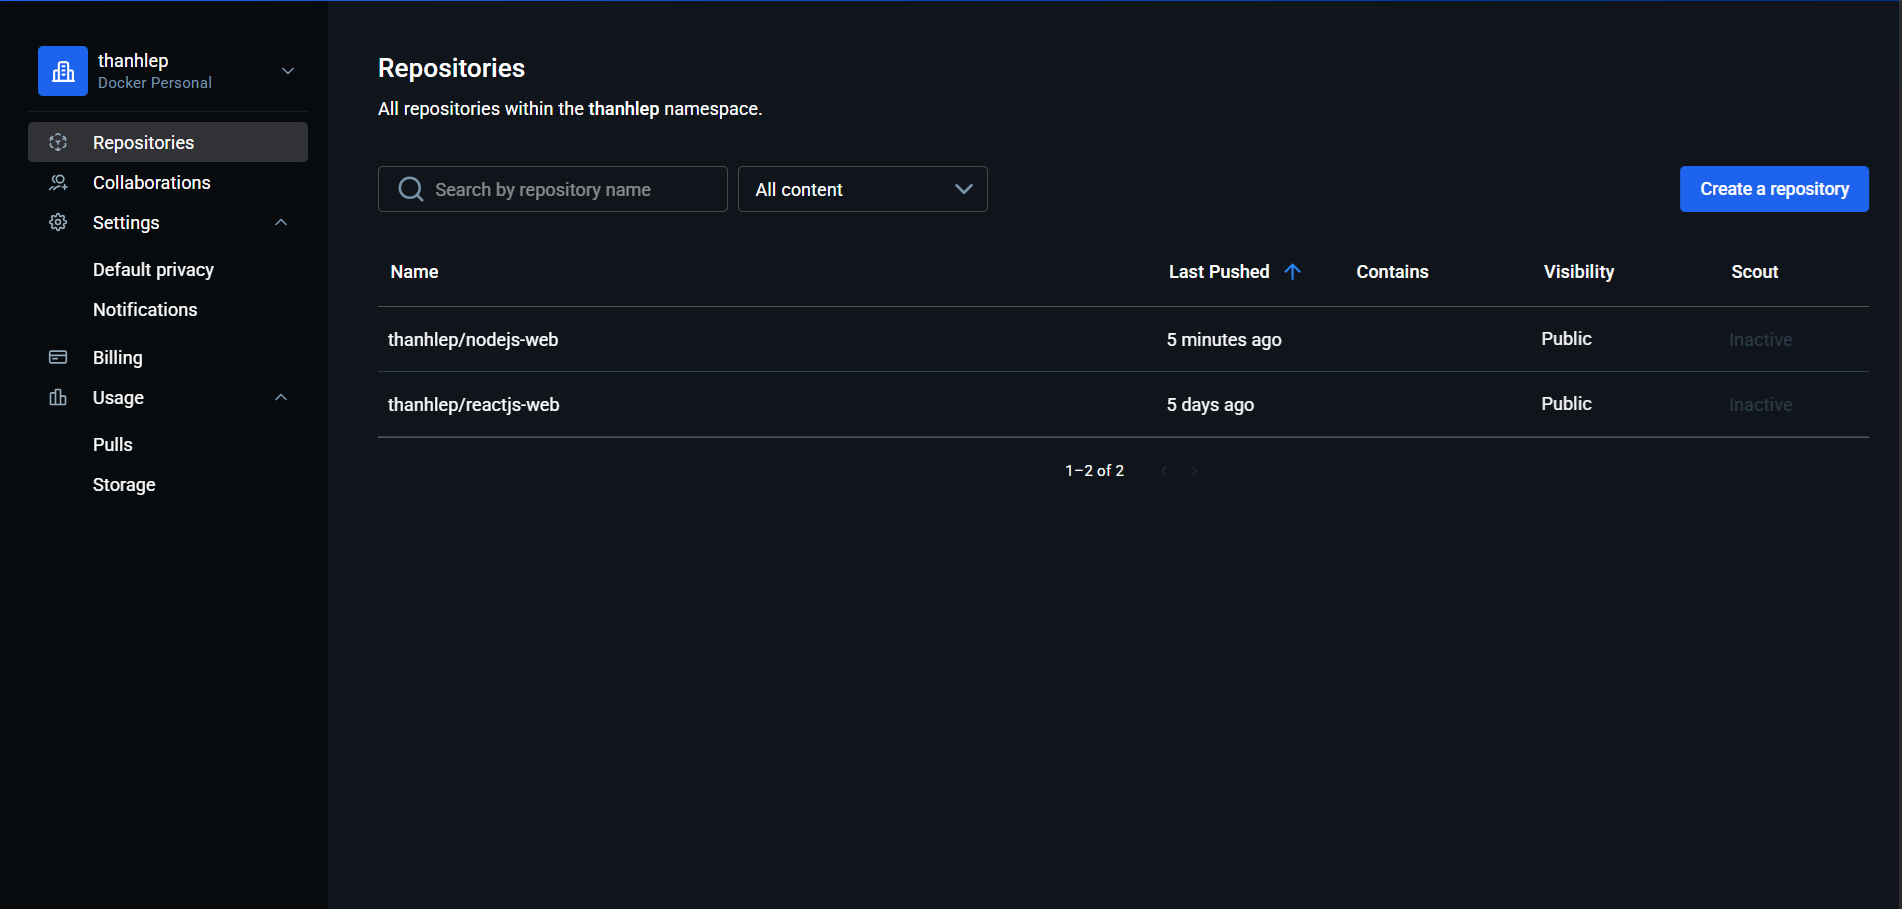 thanhlep
Docker Personal
Repositories
Collaborations
Settings
Default privacy
Notifications
Billing
Usage
Pulls
Storage
Repositories
All repositories within the thanhlep namespace.
Search by repository name
All content
Create a repository
Name Last Pushed Contains Visibility Scout
thanhlep/nodejs-web 5 minutes ago Public Inactive
thanhlep/reactjs-web 5 days ago Public Inactive
1–2 of 2